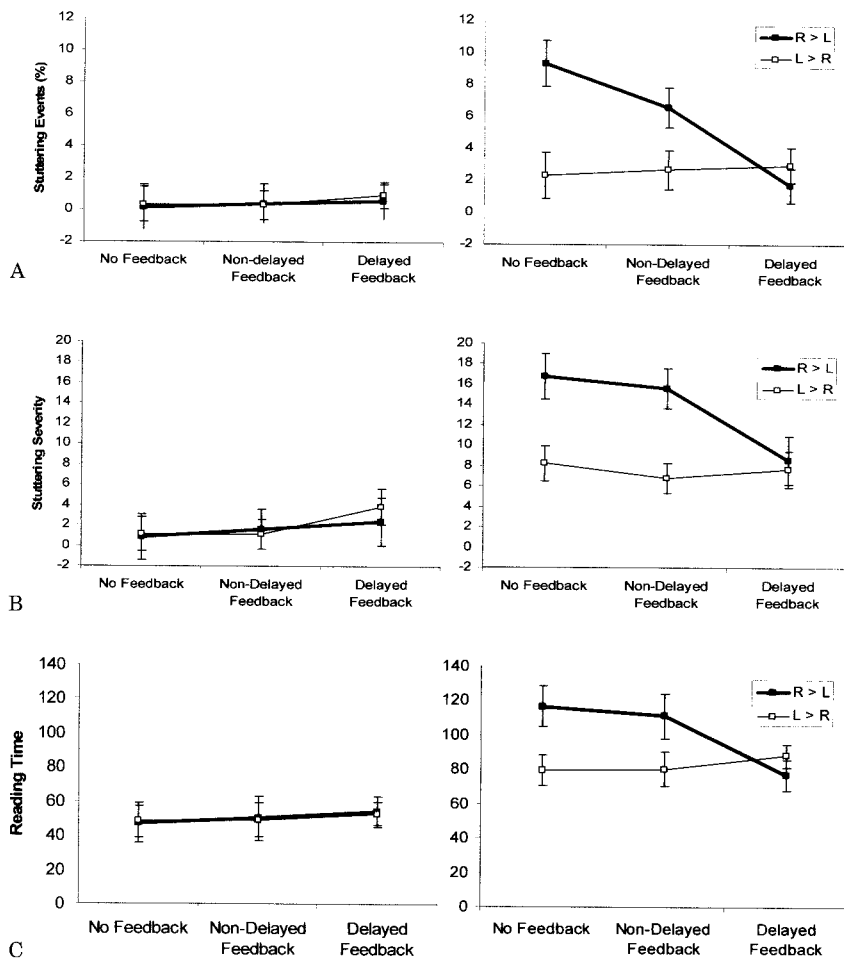 12
10
8
6
4
2
0
-2
Stuttering Events (%)
No Feedback
Non-delayed
Feedback
Delayed
Feedback
12
10
8
6
4
2
0
-2
R > L
L > R
No Feedback
Non-Delayed
Feedback
Delayed
Feedback
A
20
18
16
14
12
10
8
6
4
2
0
-2
Stuttering Severity
No Feedback
Non-Delayed
Feedback
Delayed
Feedback
20
18
16
14
12
10
8
6
4
2
0
-2
R > L
L > R
No Feedback
Non-Delayed
Feedback
Delayed
Feedback
B
140
120
100
80
60
40
20
0
Reading Time
No Feedback
Non-Delayed
Feedback
Delayed
Feedback
140
120
100
80
60
40
20
0
R > L
L > R
No Feedback
Non-Delayed
Feedback
Delayed
Feedback
C